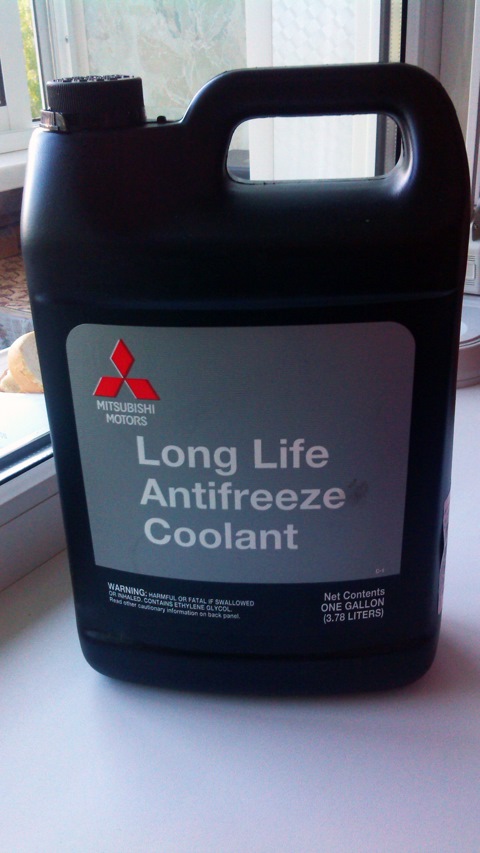 MITSUBISHI
MOTORS
Long Life
Antifreeze
Coolant
WARNING: HARMFUL OR FATAL IF SWALLOWED
OR INHALED. CONTAINS ETHYLENE GLYCOL.
Read other cautionary information on back panel.
Net Contents
ONE GALLON
(3.78 LITERS)